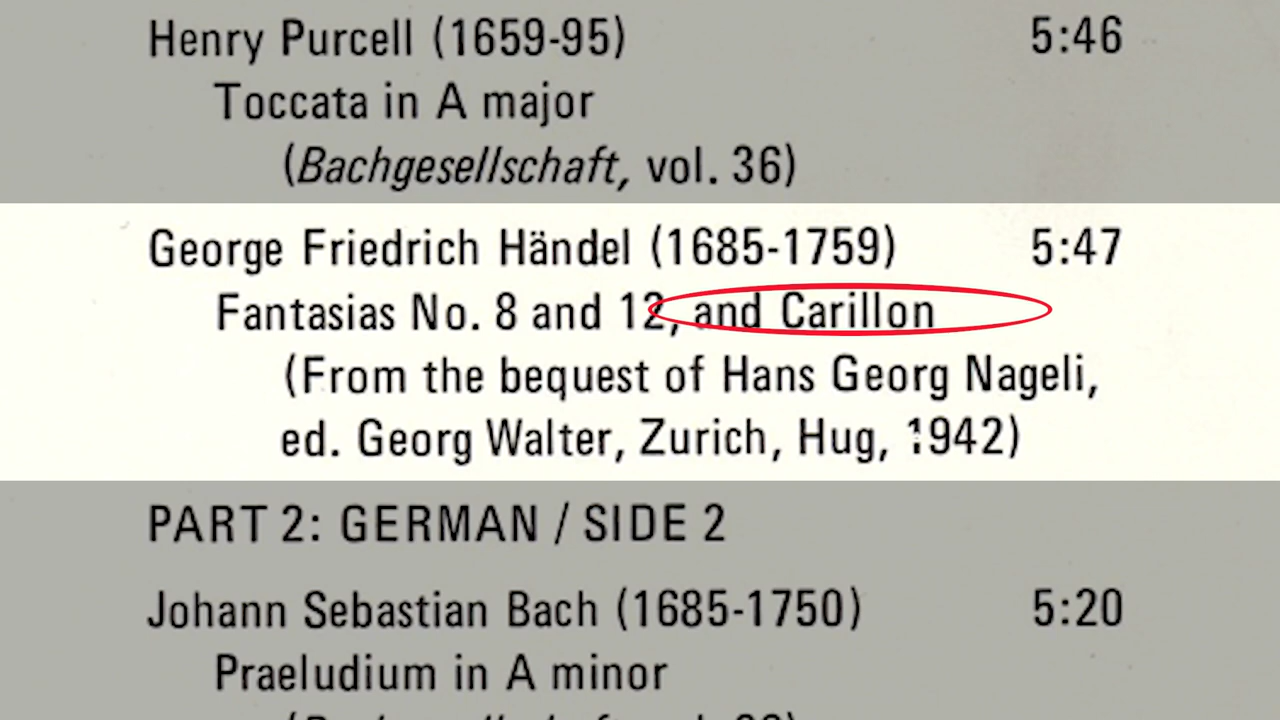 Henry Purcell (1659-95) 5:46
Toccata in A major
(Bachgesellschaft, vol. 36)
George Friedrich Händel (1685-1759) 5:47
Fantasias No. 8 and 12, and Carillon
(From the bequest of Hans Georg Nageli,
ed. Georg Walter, Zurich, Hug, 1942)
PART 2: GERMAN / SIDE 2
Johann Sebastian Bach (1685-1750) 5:20
Praeludium in A minor